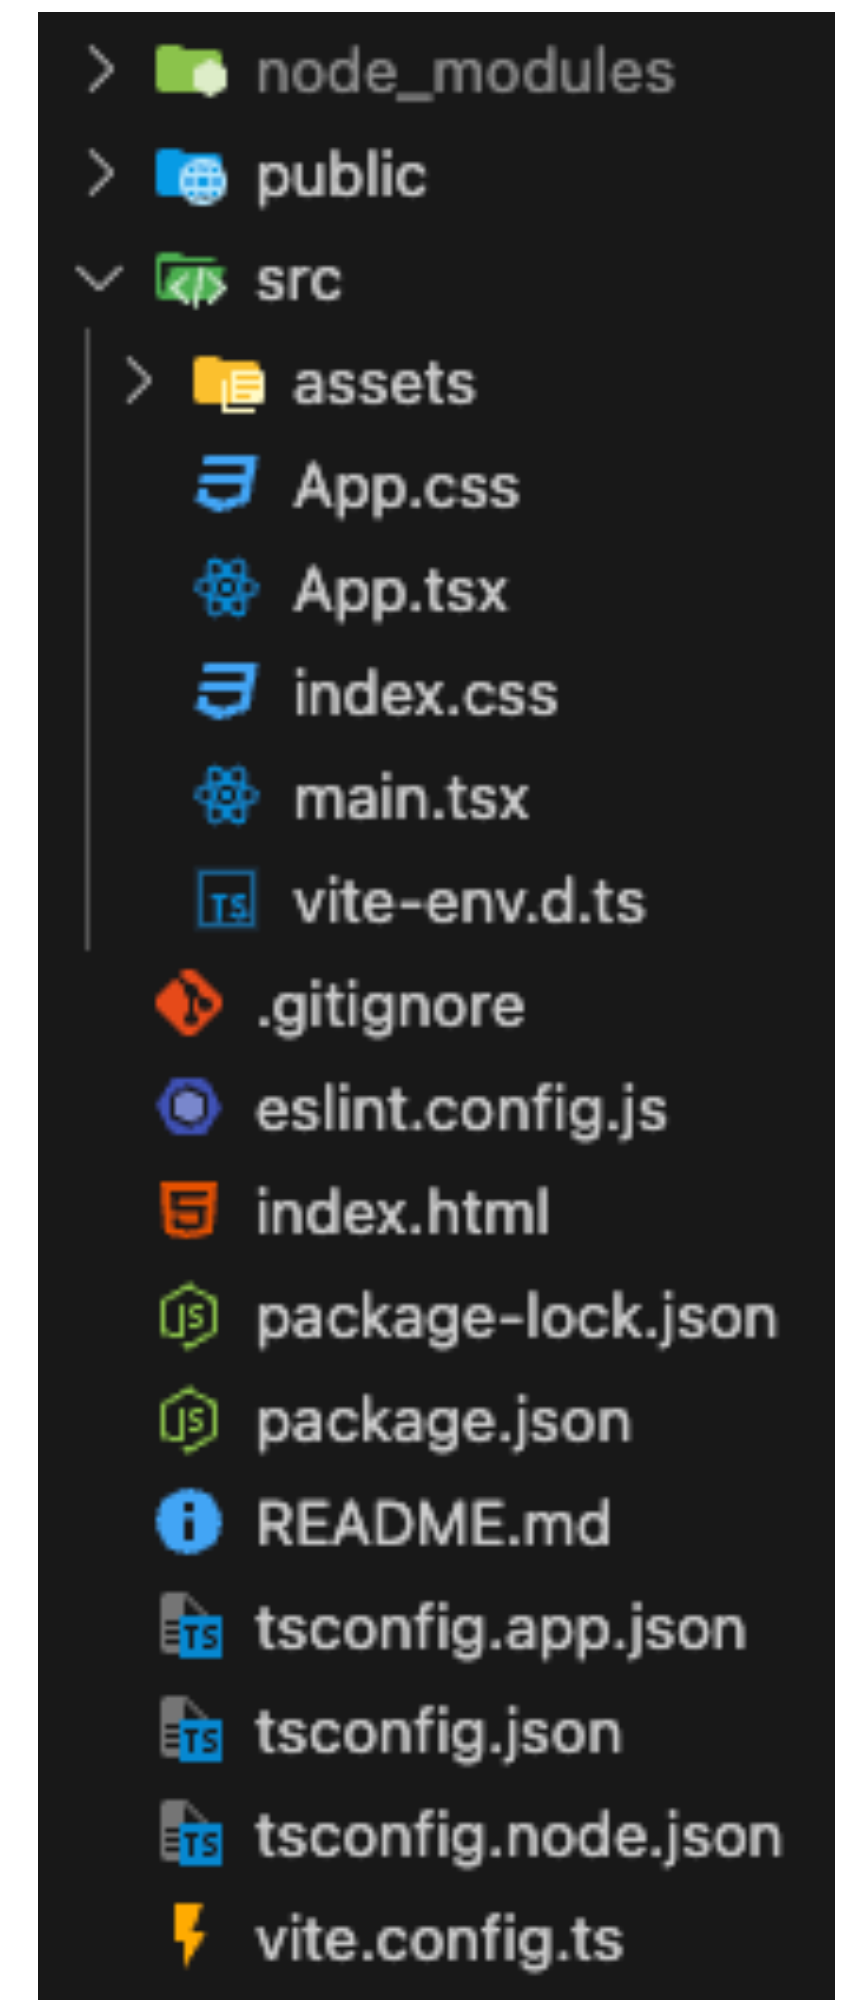 node_modules
public
src
assets
App.css
App.tsx
index.css
main.tsx
vite-env.d.ts
.gitignore
eslint.config.js
index.html
package-lock.json
package.json
README.md
tsconfig.app.json
tsconfig.json
tsconfig.node.json
vite.config.ts